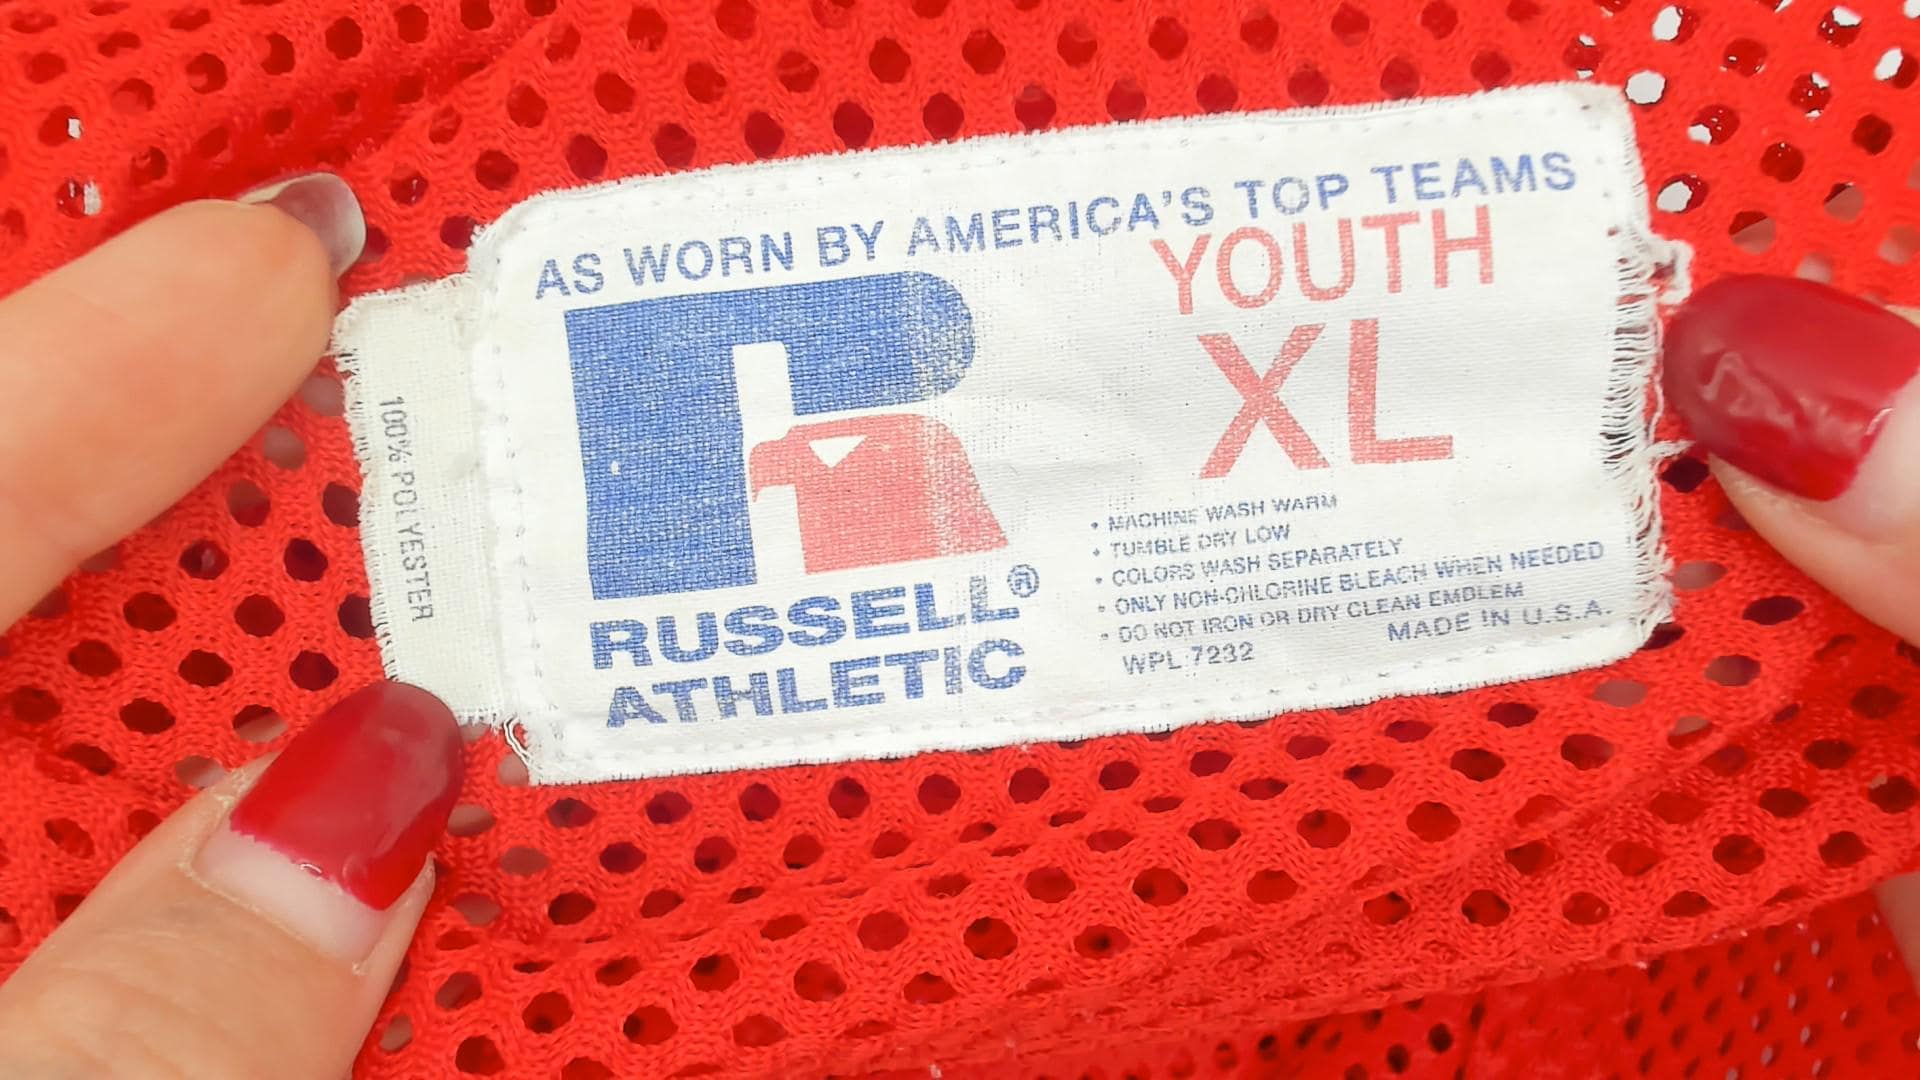 AS WORN BY AMERICA'S TOP TEAMS
YOUTH
XL
RUSSELL®
ATHLETIC
• MACHINE WASH WARM
• TUMBLE DRY LOW
• COLORS WASH SEPARATELY
• ONLY NON-CHLORINE BLEACH WHEN NEEDED
• DO NOT IRON OR DRY CLEAN EMBLEM
WPL 7232 MADE IN U.S.A.
100% POLYESTER